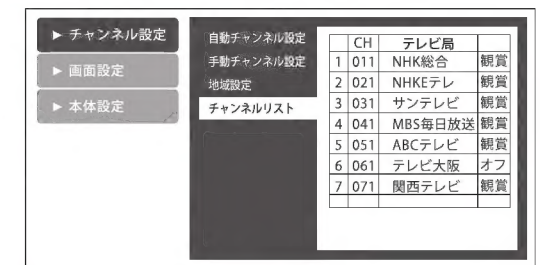 ▶ チャンネル設定
▶ 画面設定
▶ 本体設定
自動チャンネル設定
手動チャンネル設定
地域設定
チャンネルリスト
CH テレビ局
1 011 NHK総合 観賞
2 021 NHKEテレ 観賞
3 031 サンテレビ 観賞
4 041 MBS毎日放送 観賞
5 051 ABCテレビ 観賞
6 061 テレビ大阪 オフ
7 071 関西テレビ 観賞